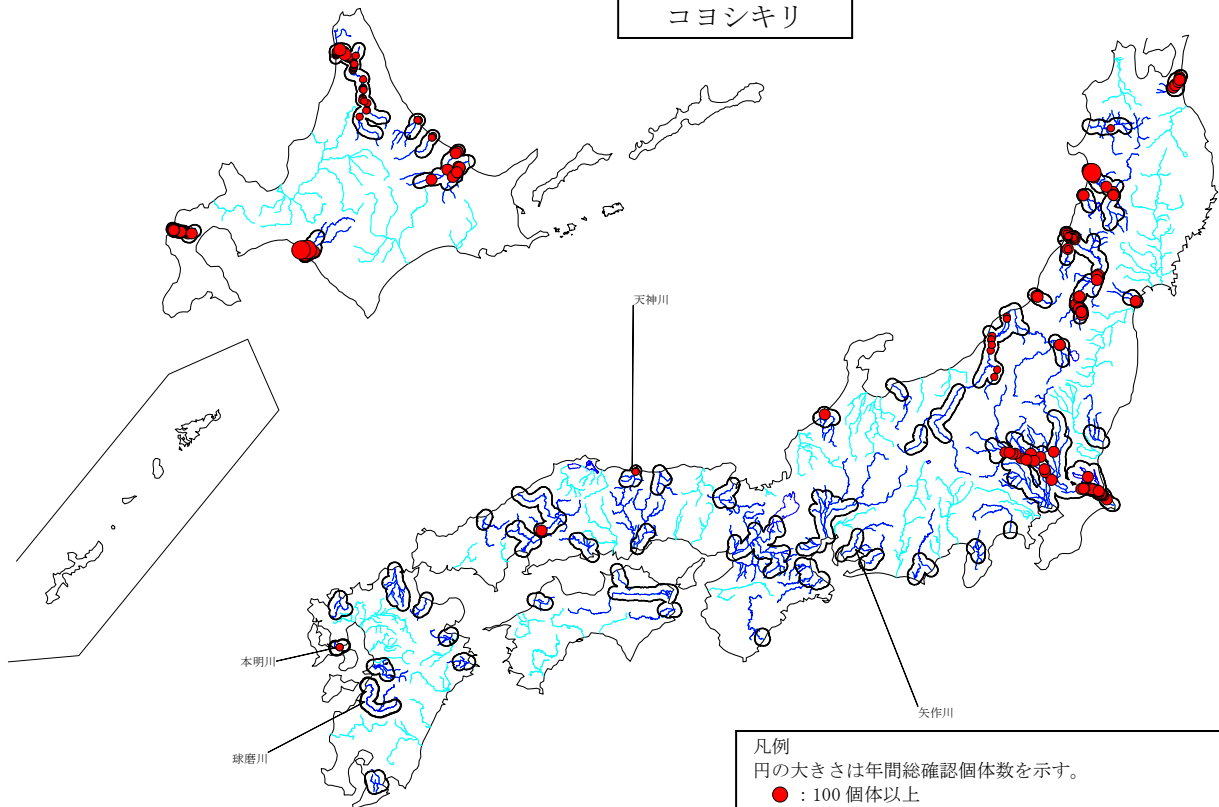 コヨシキリ
天神川
本明川
球磨川
矢作川
凡例
円の大きさは年間総確認個体数を示す。
：100 個体以上